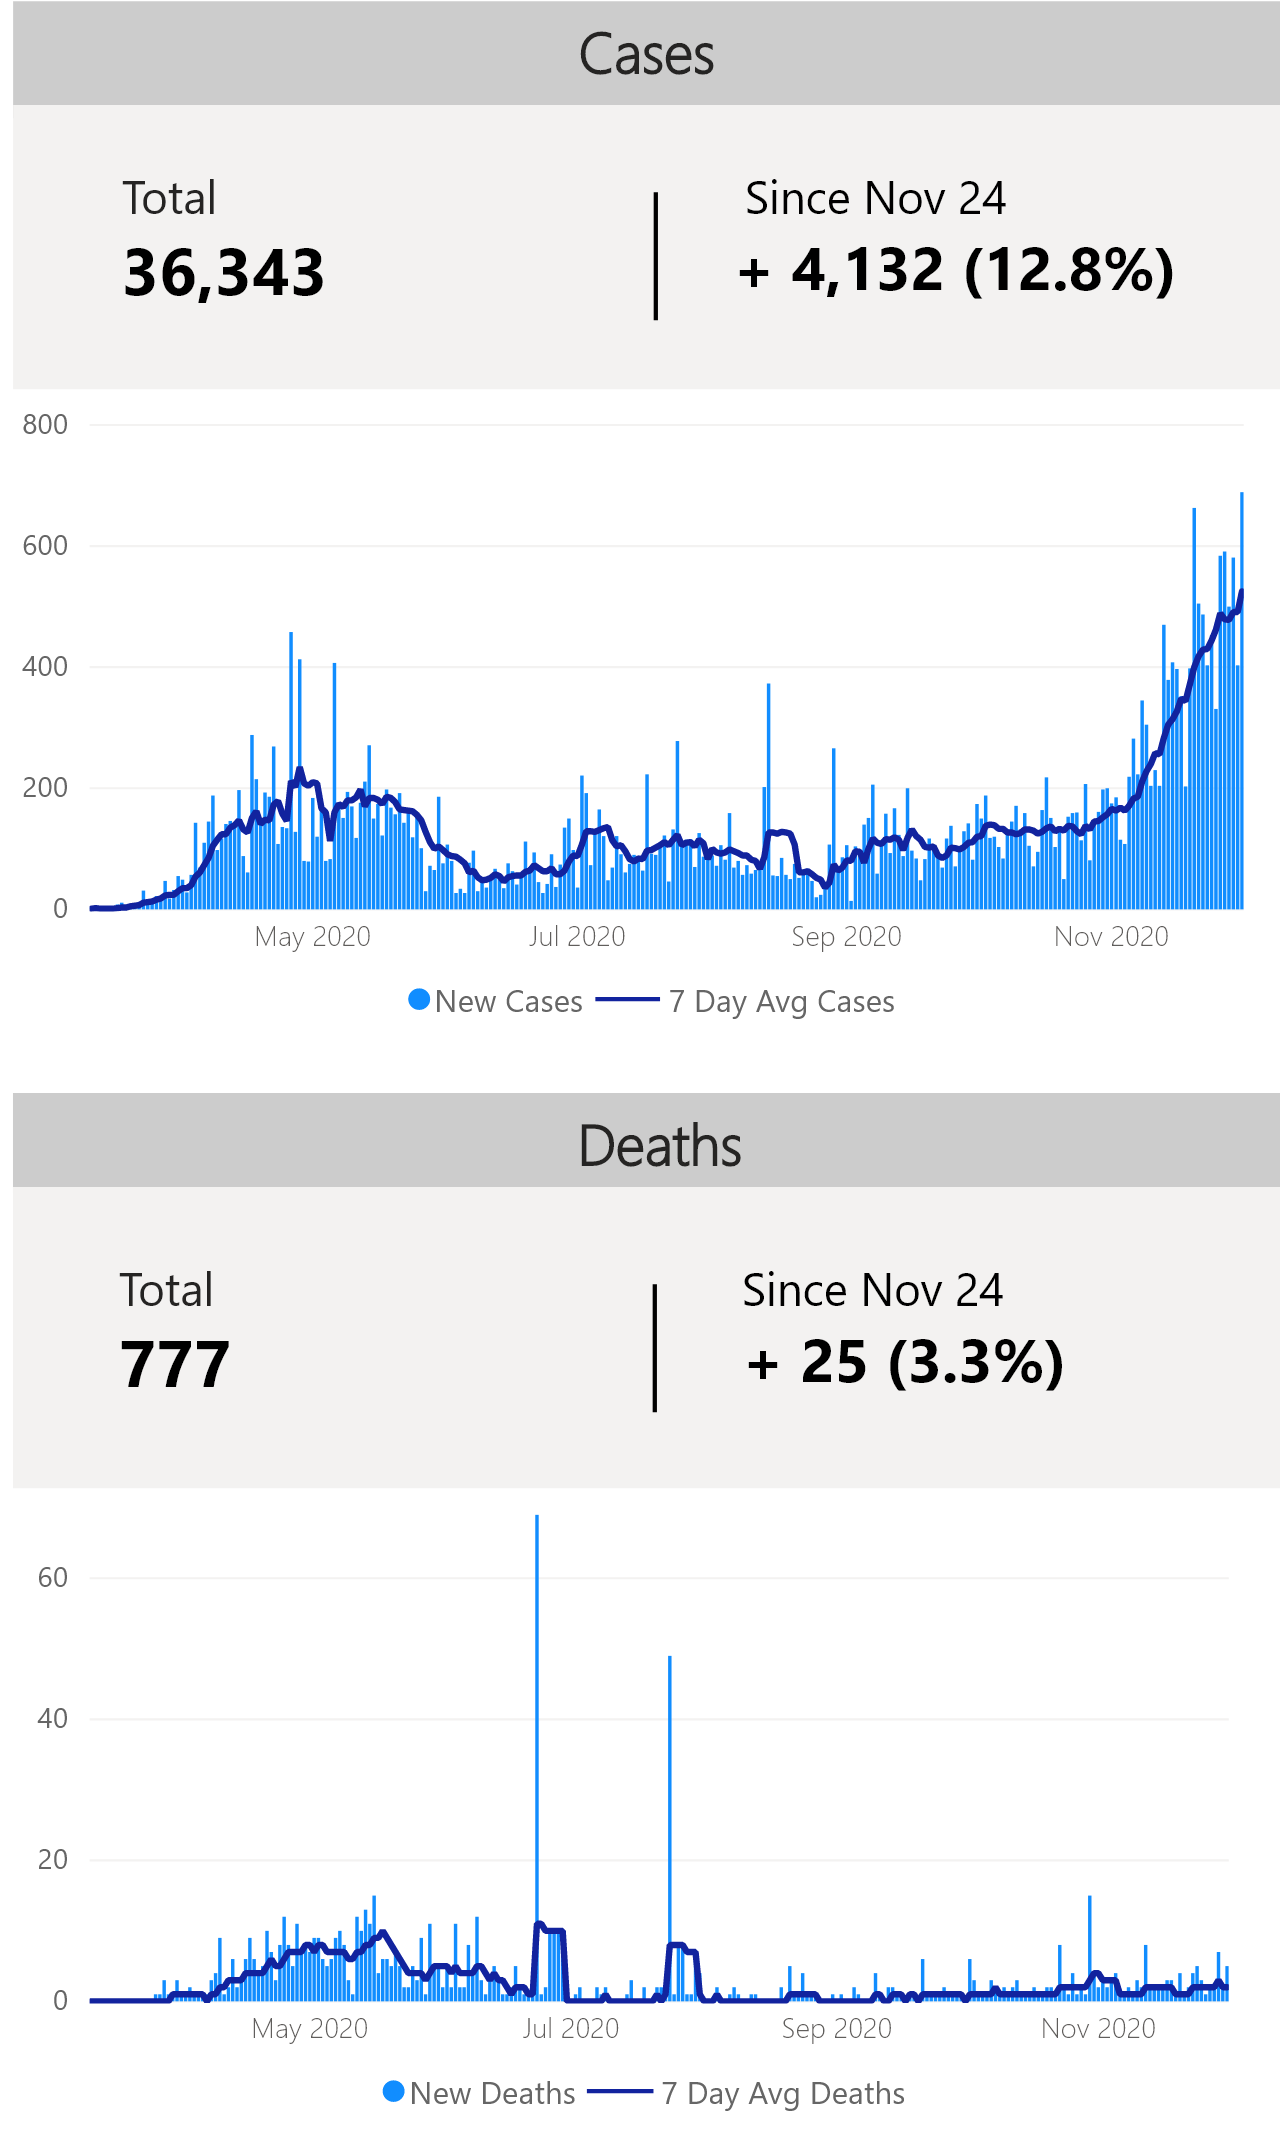 Cases
Total
Since Nov 24
36,343
+ 4,132 (12.8%)
800
600
400
200
0
May 2020
Jul 2020
Sep 2020
Nov 2020
New Cases
7 Day Avg Cases
Deaths
Total
Since Nov 24
777
+ 25 (3.3%)
60
40
20
0
May 2020
Jul 2020
Sep 2020
Nov 2020
New Deaths
7 Day Avg Deaths